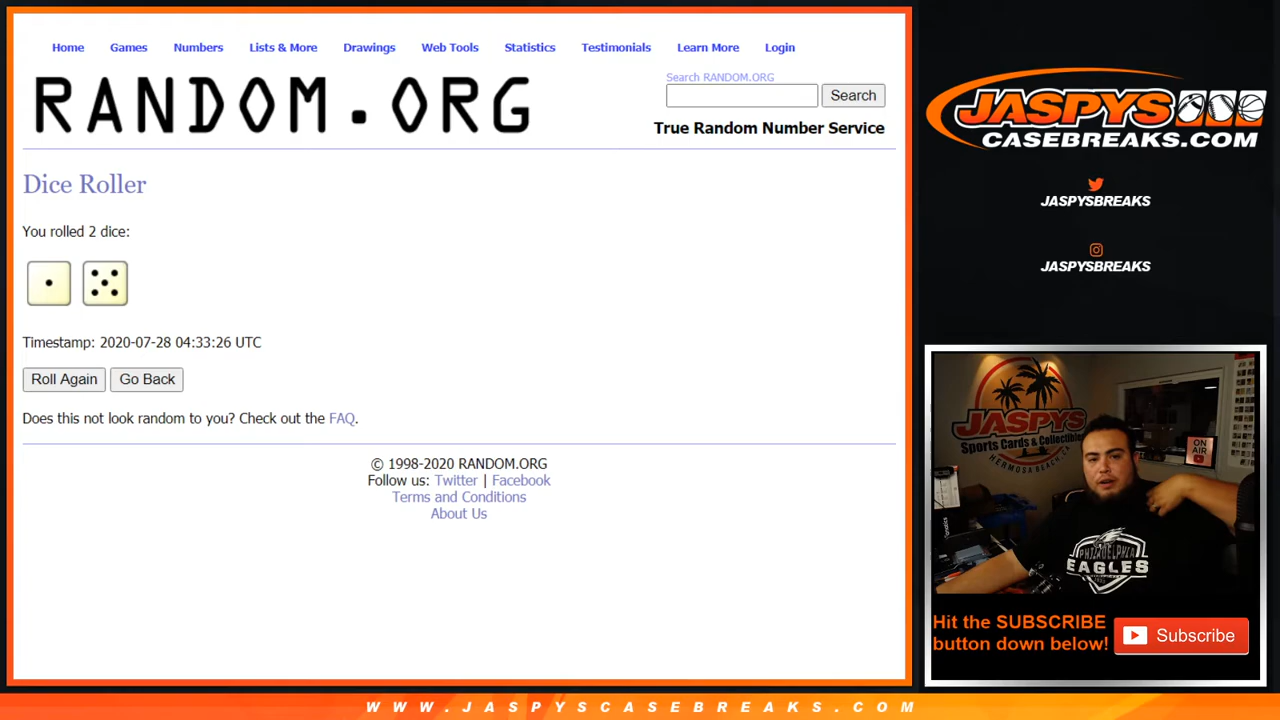 Home Games Numbers Lists & More Drawings Web Tools Statistics Testimonials Learn More Login
RANDOM.ORG
Search RANDOM.ORG
Search
True Random Number Service
Dice Roller
You rolled 2 dice:
Timestamp: 2020-07-28 04:33:26 UTC
Roll Again Go Back
Does this not look random to you? Check out the FAQ.
© 1998-2020 RANDOM.ORG
Follow us: Twitter | Facebook
Terms and Conditions
About Us
JASPYS
CASEBREAKS.COM
JASPYSBREAKS
JASPYSBREAKS
JASPYS
Sports Cards & Collectibles
HERMOSA BEACH, CA
ON
AIR
PHILADELPHIA
EAGLES
Hit the SUBSCRIBE
button down below!
Subscribe
WWW.JASPYSCASEBREAKS.COM